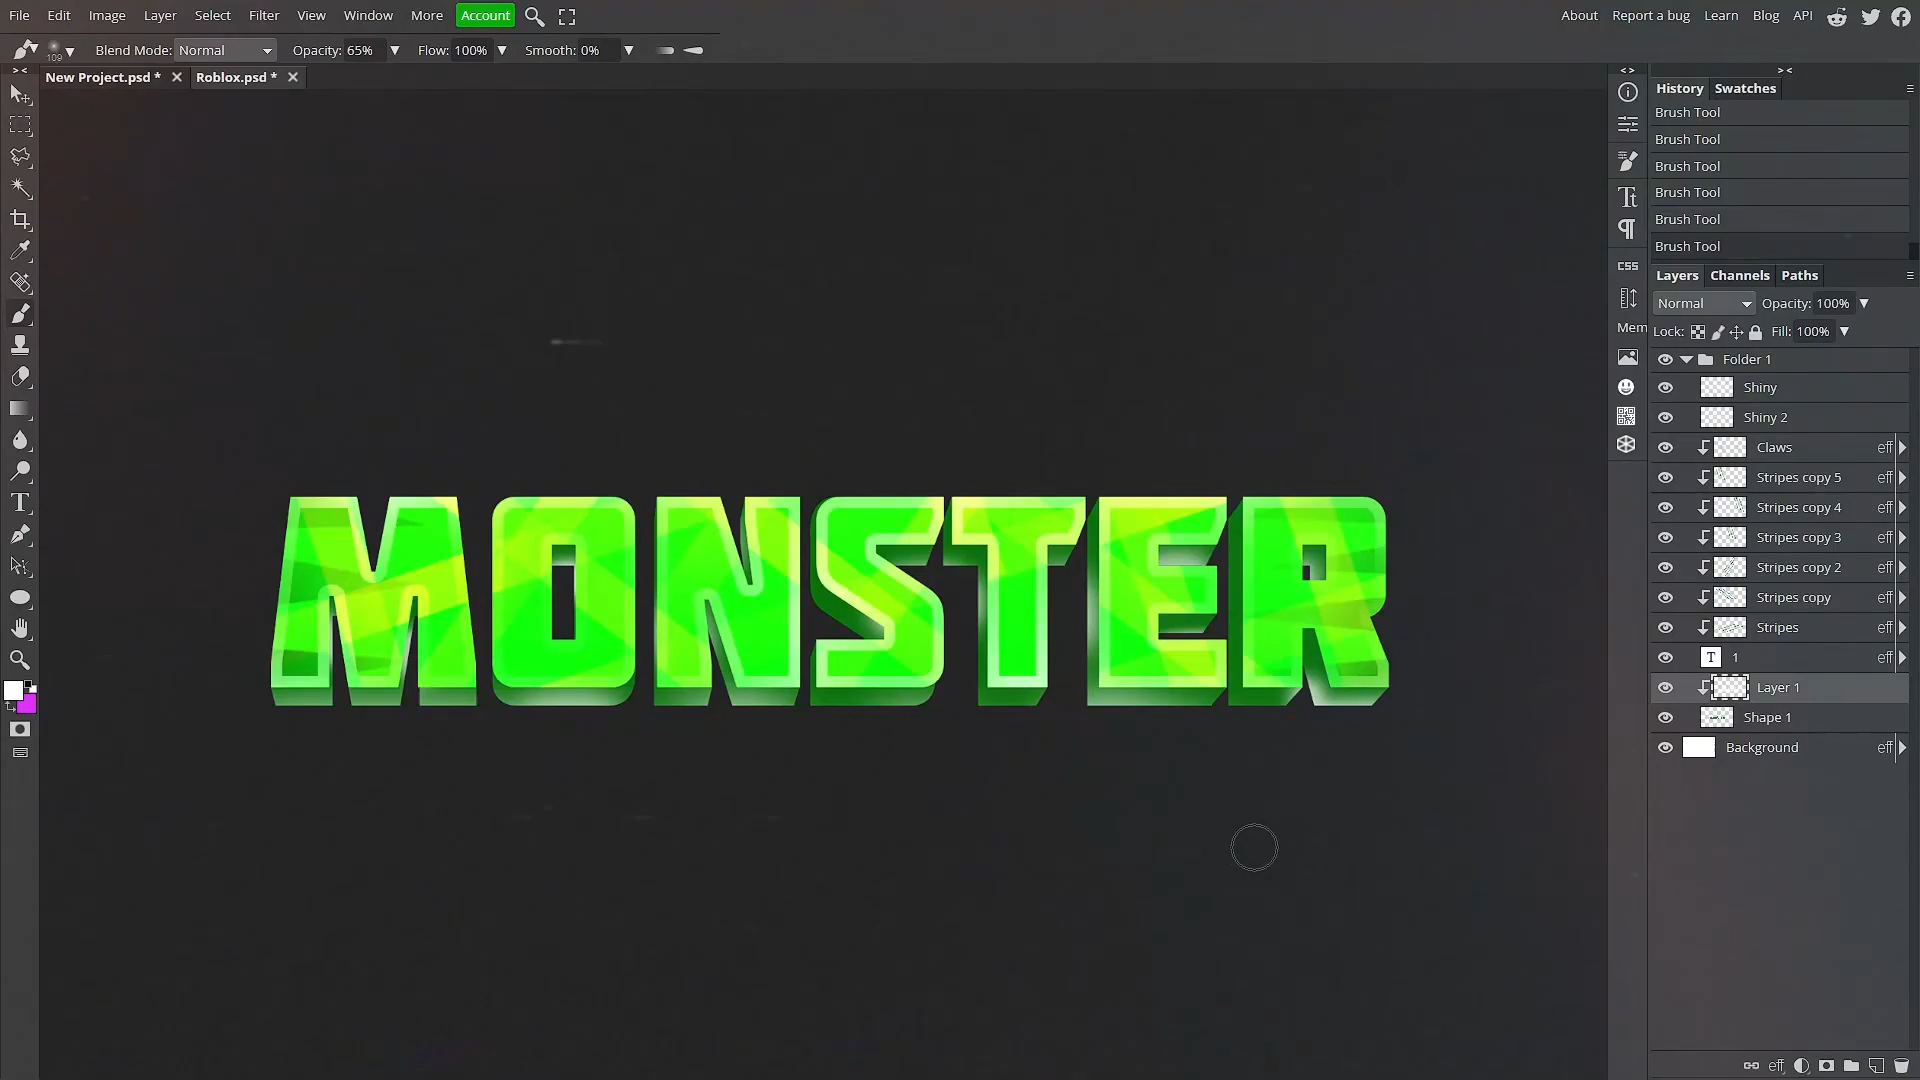 File Edit Image Layer Select Filter View Window More Account About Report a bug Learn Blog API
109 Blend Mode: Normal Opacity: 65% Flow: 100% Smooth: 0%
New Project.psd * Roblox.psd *
History Swatches
Brush Tool
Brush Tool
Brush Tool
Brush Tool
Brush Tool
Brush Tool
Layers Channels Paths
Normal Opacity: 100%
Lock: Fill: 100%
CSS
Mem
Folder 1
Shiny
Shiny 2
Claws eff
Stripes copy 5 eff
Stripes copy 4 eff
Stripes copy 3 eff
Stripes copy 2 eff
Stripes copy eff
Stripes eff
T 1 eff
Layer 1
Shape 1
Background eff
MONSTER
eff